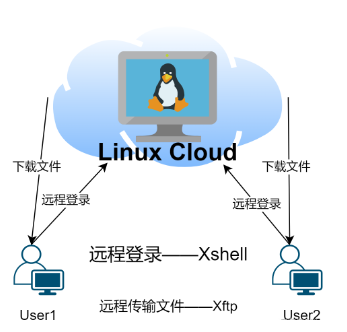 Linux Cloud
下载文件
下载文件
远程登录
远程登录
远程登录——Xshell
远程传输文件——Xftp
User1
User2